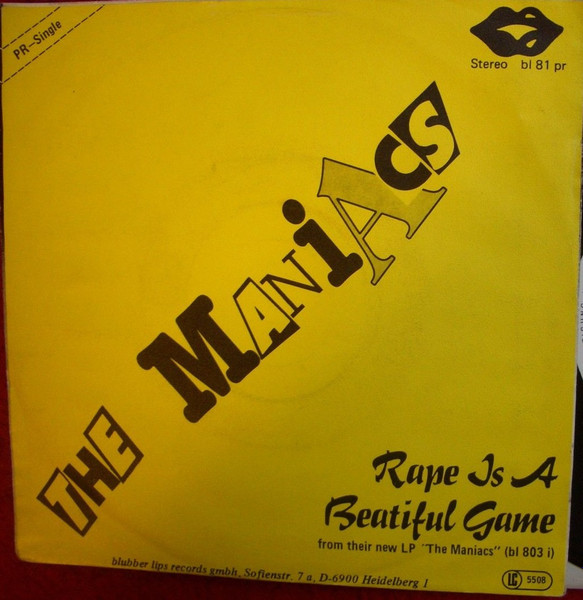 PR-Single
Stereo bl 81 pr
THE MANiACS
Rape Is A
Beatiful Game
from their new LP "The Maniacs" (bl 803 i)
blubber lips records gmbh, Sofienstr. 7 a, D-6900 Heidelberg 1
LC 5508